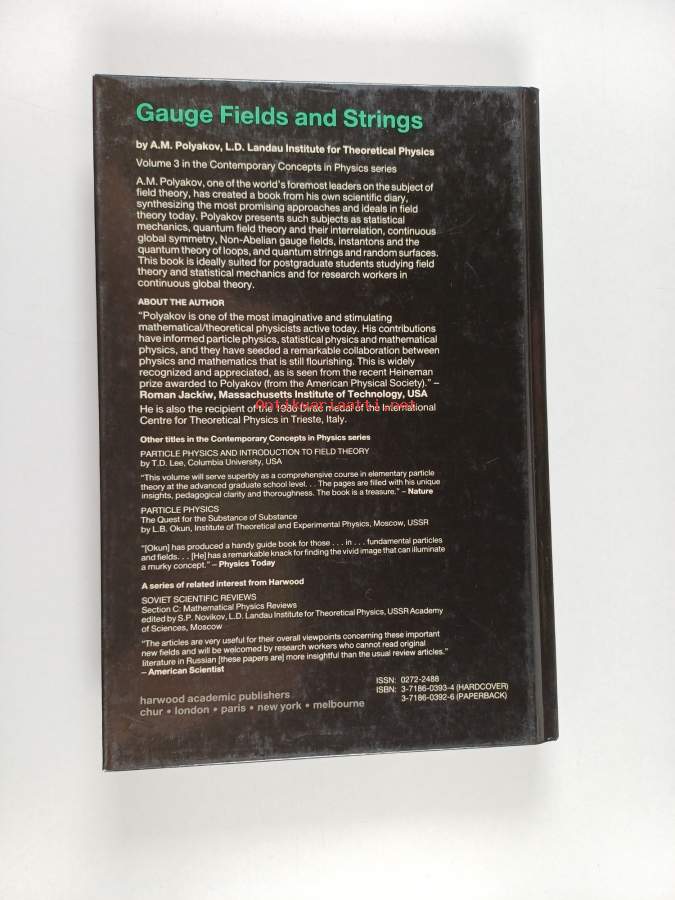 Gauge Fields and Strings
by A.M. Polyakov, L.D. Landau Institute for Theoretical Physics
Volume 3 in the Contemporary Concepts in Physics series
A.M. Polyakov, one of the world's foremost leaders on the subject of
field theory, has created a book from his own scientific diary,
synthesizing the most promising approaches and ideals in field
theory today. Polyakov presents such subjects as statistical
mechanics, quantum field theory and their interrelation, continuous
global symmetry, Non-Abelian gauge fields, instantons and the
quantum theory of loops, and quantum strings and random surfaces.
This book is ideally suited for postgraduate students studying field
theory and statistical mechanics and for research workers in
continuous global theory.
ABOUT THE AUTHOR
"Polyakov is one of the most imaginative and stimulating
mathematical/theoretical physicists active today. His contributions
have informed particle physics, statistical physics and mathematical
physics, and they have seeded a remarkable collaboration between
physics and mathematics that is still flourishing. This is widely
recognized and appreciated, as is seen from the recent Heineman
prize awarded to Polyakov (from the American Physical Society)." –
Roman Jackiw, Massachusetts Institute of Technology, USA
Antikvariaatti.net
He is also the recipient of the 1986 Dirac medal of the International
Centre for Theoretical Physics in Trieste, Italy.
Other titles in the Contemporary Concepts in Physics series
PARTICLE PHYSICS AND INTRODUCTION TO FIELD THEORY
by T.D. Lee, Columbia University, USA
"This volume will serve superbly as a comprehensive course in elementary particle
theory at the advanced graduate school level. . . The pages are filled with his unique
insights, pedagogical clarity and thoroughness. The book is a treasure." – Nature
PARTICLE PHYSICS
The Quest for the Substance of Substance
by L.B. Okun, Institute of Theoretical and Experimental Physics, Moscow, USSR
"[Okun] has produced a handy guide book for those . . . in . . . fundamental particles
and fields. . . [He] has a remarkable knack for finding the vivid image that can illuminate
a murky concept." – Physics Today
A series of related interest from Harwood
SOVIET SCIENTIFIC REVIEWS
Section C: Mathematical Physics Reviews
edited by S.P. Novikov, L.D. Landau Institute for Theoretical Physics, USSR Academy
of Sciences, Moscow
"The articles are very useful for their overall viewpoints concerning these important
new fields and will be welcomed by research workers who cannot read original
literature in Russian [these papers are] more insightful than the usual review articles."
– American Scientist
harwood academic publishers
chur • london • paris • new york • melbourne
ISSN: 0272-2488
ISBN: 3-7186-0393-4 (HARDCOVER)
3-7186-0392-6 (PAPERBACK)